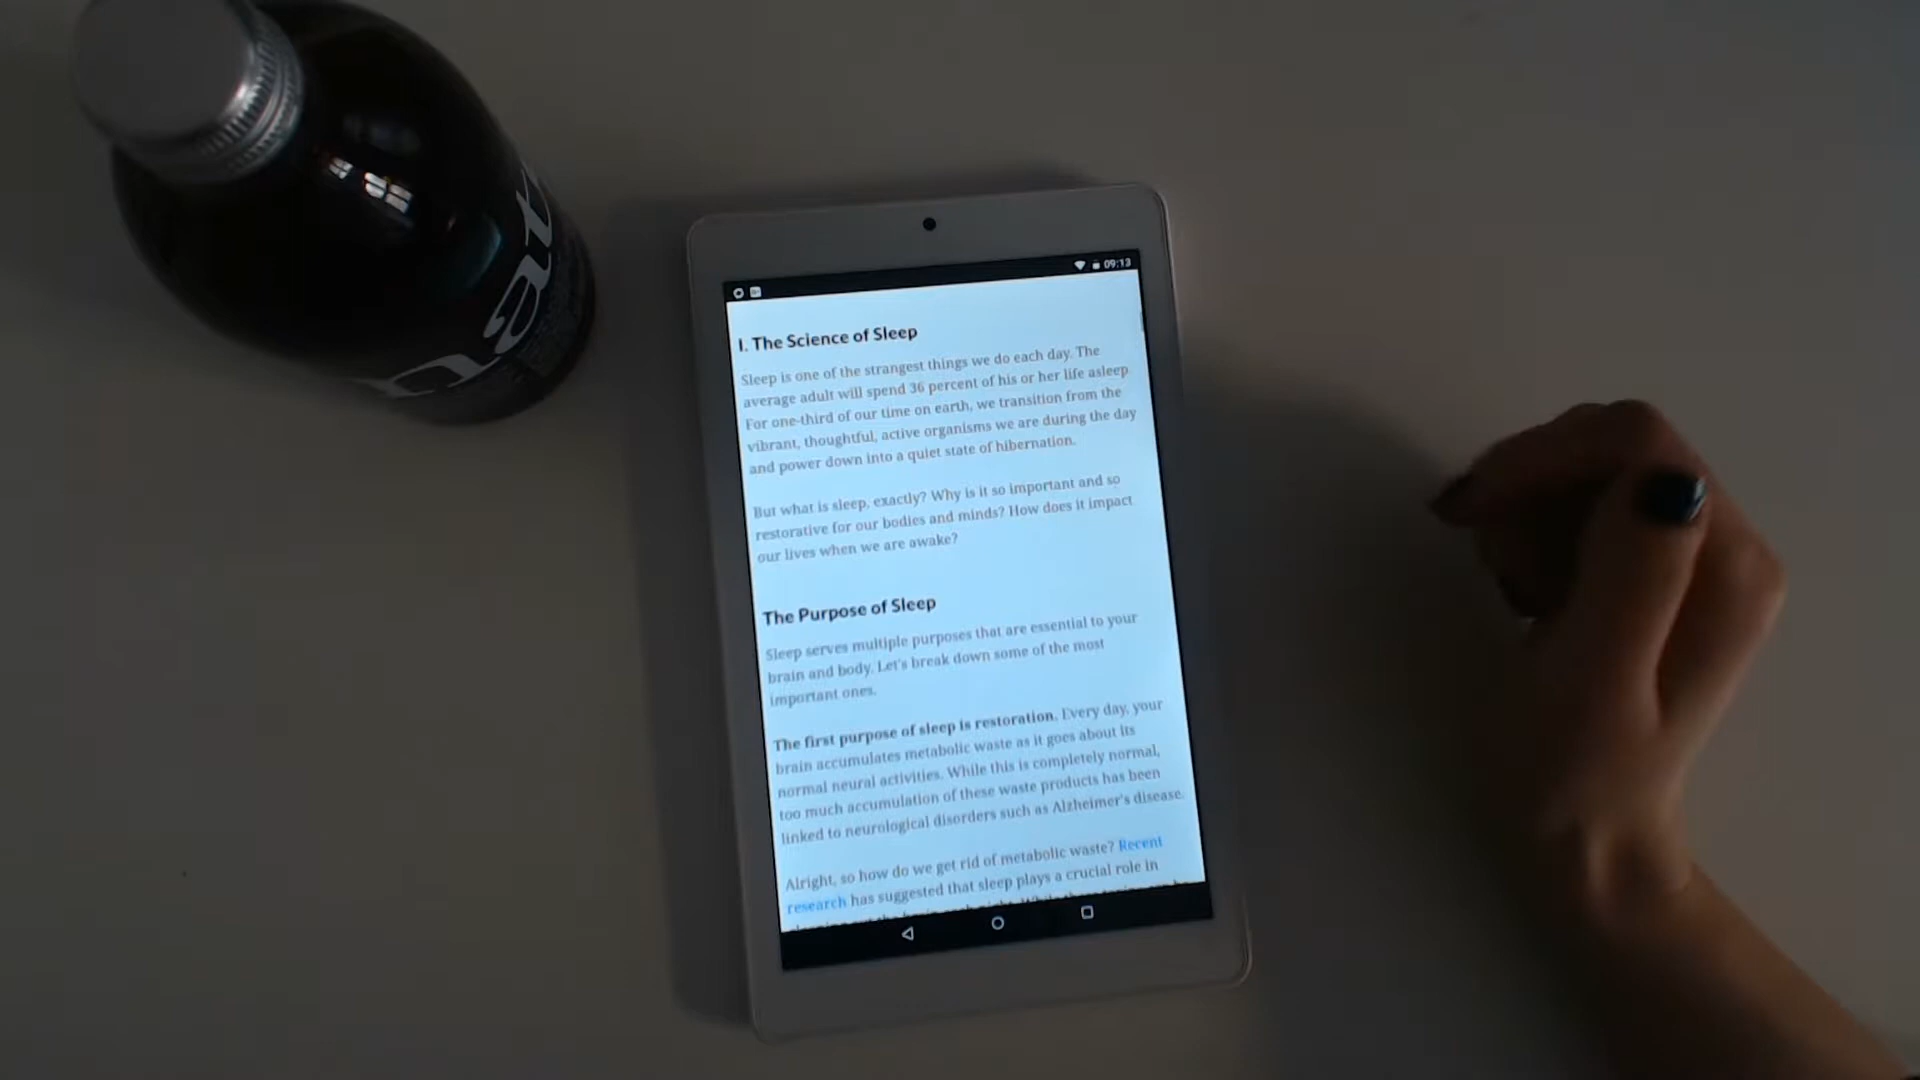 09:13
I. The Science of Sleep
Sleep is one of the strangest things we do each day. The
average adult will spend 36 percent of his or her life asleep
For one-third of our time on earth, we transition from the
vibrant, thoughtful, active organisms we are during the day
and power down into a quiet state of hibernation.
But what is sleep, exactly? Why is it so important and so
restorative for our bodies and minds? How does it impact
our lives when we are awake?
The Purpose of Sleep
Sleep serves multiple purposes that are essential to your
brain and body. Let's break down some of the most
important ones.
The first purpose of sleep is restoration. Every day, your
brain accumulates metabolic waste as it goes about its
normal neural activities. While this is completely normal,
too much accumulation of these waste products has been
linked to neurological disorders such as Alzheimer's disease.
Alright, so how do we get rid of metabolic waste? Recent
research has suggested that sleep plays a crucial role in